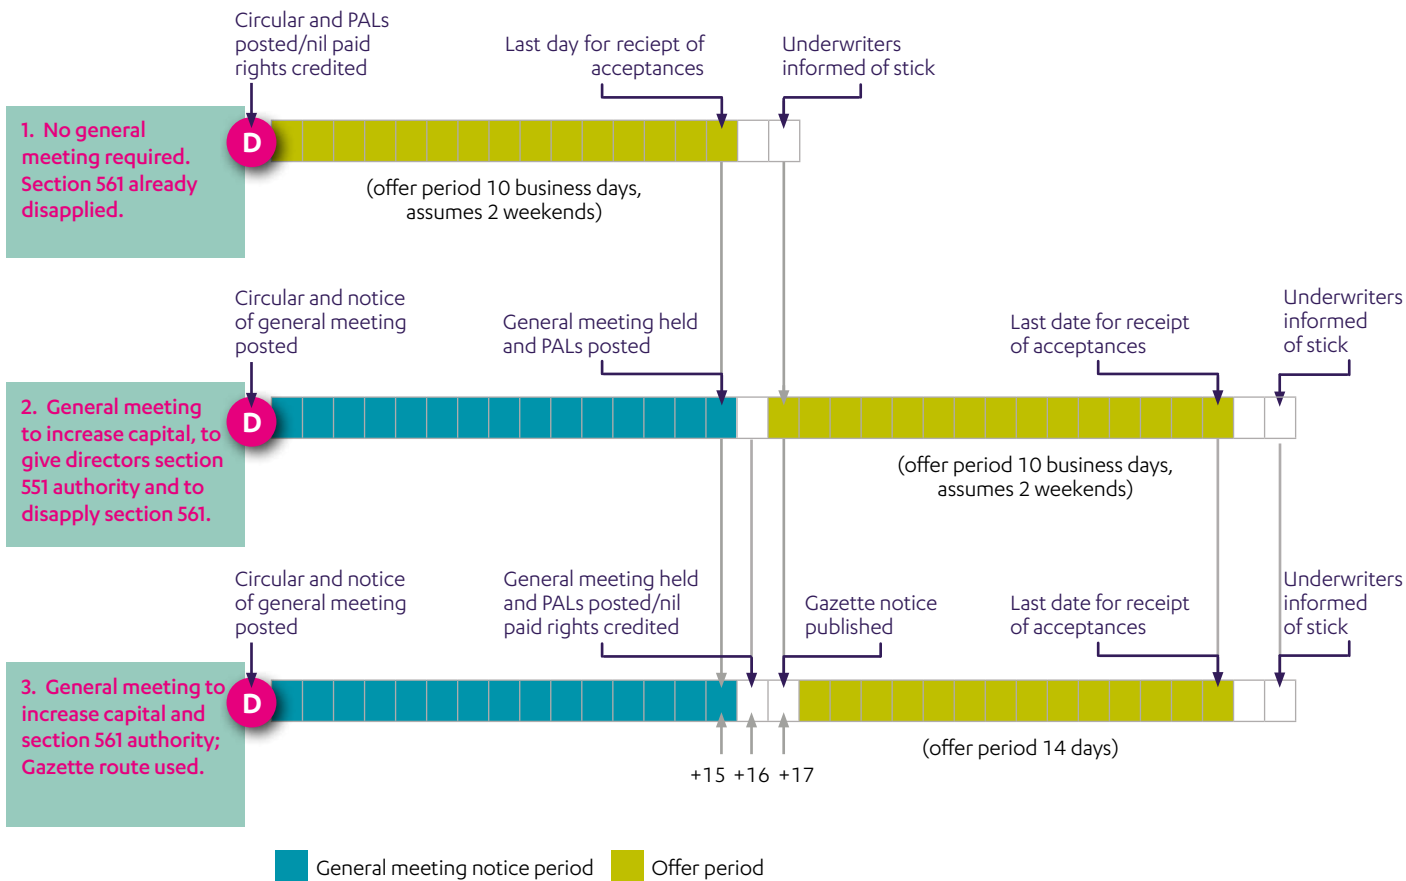 Circular and PALs
posted/nil paid
rights credited
Last day for reciept of
acceptances
Underwriters
informed of stick
1. No general
meeting required.
Section 561 already
disapplied.
D
(offer period 10 business days,
assumes 2 weekends)
Circular and notice
of general meeting
posted
General meeting held
and PALs posted
Last date for receipt
of acceptances
Underwriters
informed
of stick
2. General meeting
to increase capital, to
give directors section
551 authority and to
disapply section 561.
D
(offer period 10 business days,
assumes 2 weekends)
Circular and notice
of general meeting
posted
General meeting held
and PALs posted/nil
paid rights credited
Gazette notice
published
Last date for receipt
of acceptances
Underwriters
informed
of stick
3. General meeting to
increase capital and
section 561 authority;
Gazette route used.
D
(offer period 14 days)
+15 +16 +17
General meeting notice period
Offer period